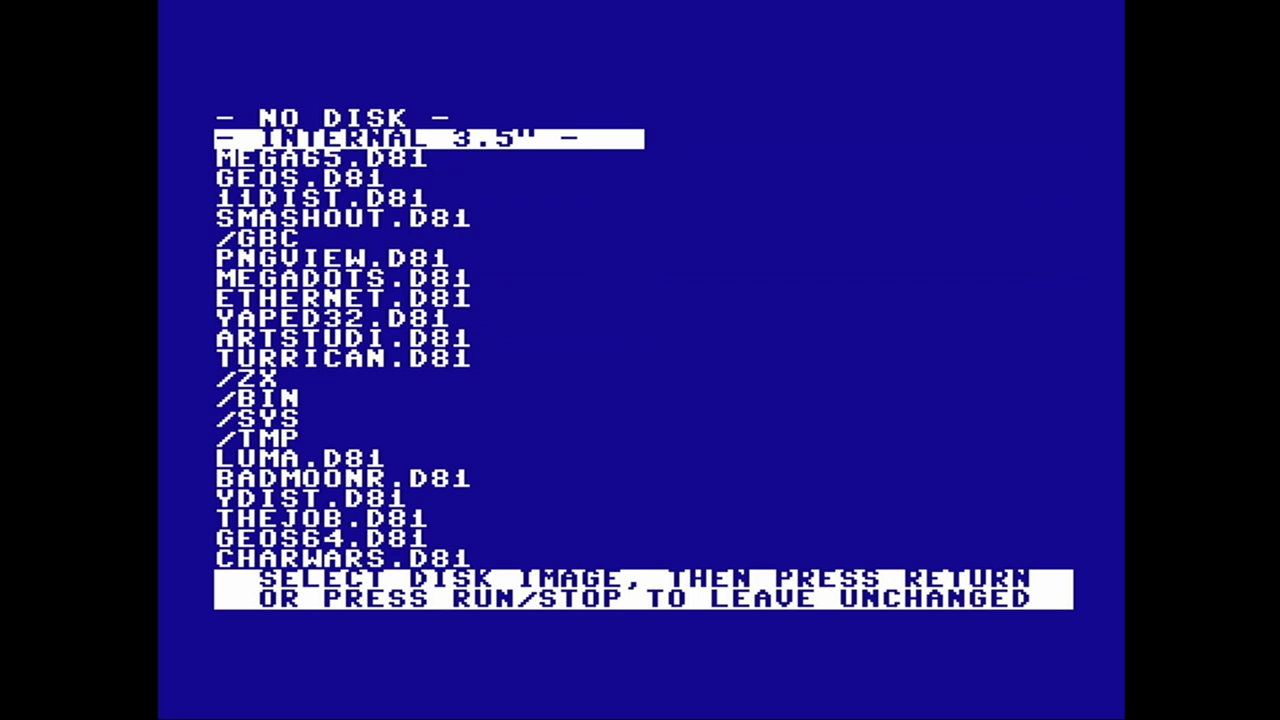 - NO DISK -
- INTERNAL 3.5" -
MEGA65.D81
GEOS.D81
11DIST.D81
SMASHOUT.D81
/GBC
PNGVIEW.D81
MEGADOTS.D81
ETHERNET.D81
YAPED32.D81
ARTSTUDI.D81
TURRICAN.D81
/ZX
/BIN
/SYS
/TMP
LUMA.D81
BADMOONR.D81
YDIST.D81
THEJOB.D81
GEOS64.D81
CHARWARS.D81
SELECT DISK IMAGE, THEN PRESS RETURN
OR PRESS RUN/STOP TO LEAVE UNCHANGED